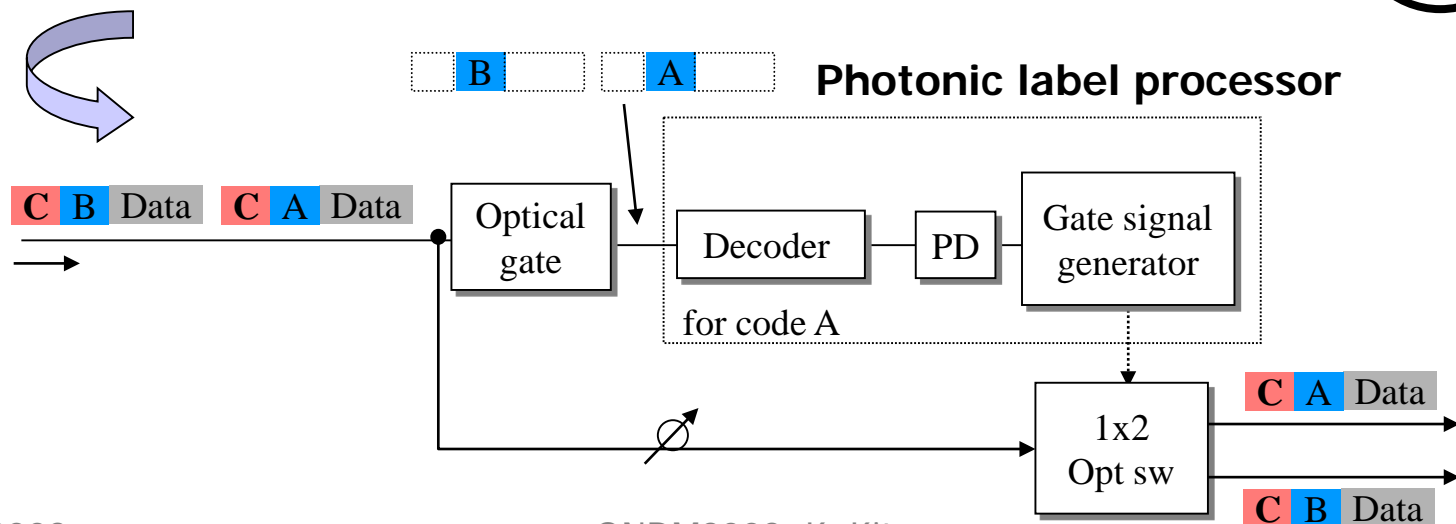 B A Photonic label processor
C B Data C A Data
Optical
gate
Decoder
PD
Gate signal
generator
for code A
1x2
Opt sw
C A Data
C B Data